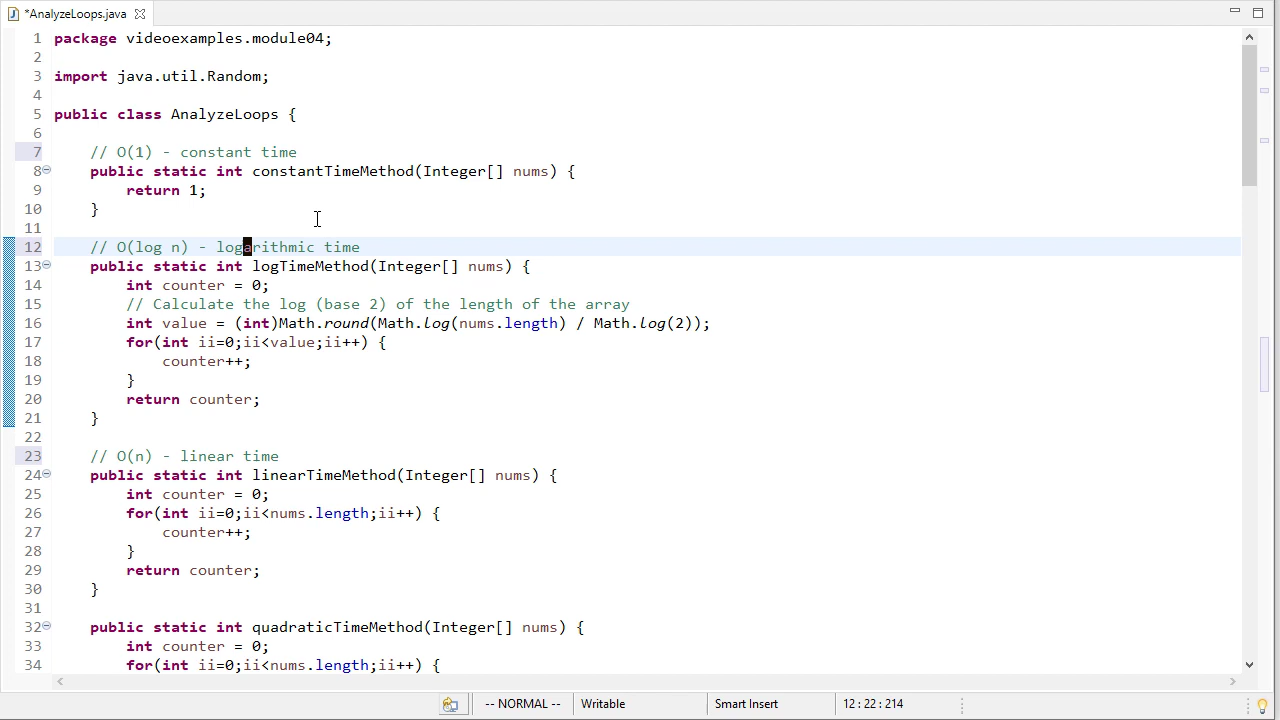 *AnalyzeLoops.java
1 package videoexamples.module04;
2
3 import java.util.Random;
4
5 public class AnalyzeLoops {
6
7 // O(1) - constant time
8 public static int constantTimeMethod(Integer[] nums) {
9 return 1;
10 }
11
12 // O(log n) - logarithmic time
13 public static int logTimeMethod(Integer[] nums) {
14 int counter = 0;
15 // Calculate the log (base 2) of the length of the array
16 int value = (int)Math.round(Math.log(nums.length) / Math.log(2));
17 for(int ii=0;ii<value;ii++) {
18 counter++;
19 }
20 return counter;
21 }
22
23 // O(n) - linear time
24 public static int linearTimeMethod(Integer[] nums) {
25 int counter = 0;
26 for(int ii=0;ii<nums.length;ii++) {
27 counter++;
28 }
29 return counter;
30 }
31
32 public static int quadraticTimeMethod(Integer[] nums) {
33 int counter = 0;
34 for(int ii=0;ii<nums.length;ii++) {
-- NORMAL -- Writable Smart Insert 12 : 22 : 214